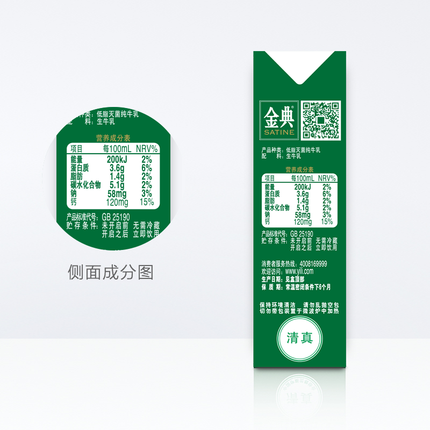 种类：低脂灭菌纯牛乳
料：生牛乳
营养成分表
项目 每100mL NRV%
能量 200kJ 2%
蛋白质 3.6g 6%
脂肪 1.4g 2%
碳水化合物 5.1g 2%
钠 58mg 3%
钙 120mg 15%
产品标准代号：GB 25190
贮存条件：未开启前 无需冷藏
开启之后 立即饮用
侧面成分图
金典
SATINE
产品种类：低脂灭菌纯牛乳
配 料：生牛乳
营养成分表
项目 每100mL NRV%
能量 200kJ 2%
蛋白质 3.6g 6%
脂肪 1.4g 2%
碳水化合物 5.1g 2%
钠 58mg 3%
钙 120mg 15%
产品标准代号：GB 25190
贮存条件：未开启前 无需冷藏
开启之后 立即饮用
消费者服务热线：4008169999
欢迎访问：www.yili.com
生产日期：见盒顶部
保 质 期：常温密闭条件下6个月
保持环境清洁 请勿乱抛空包
切勿带包装置于微波炉中加热
清真